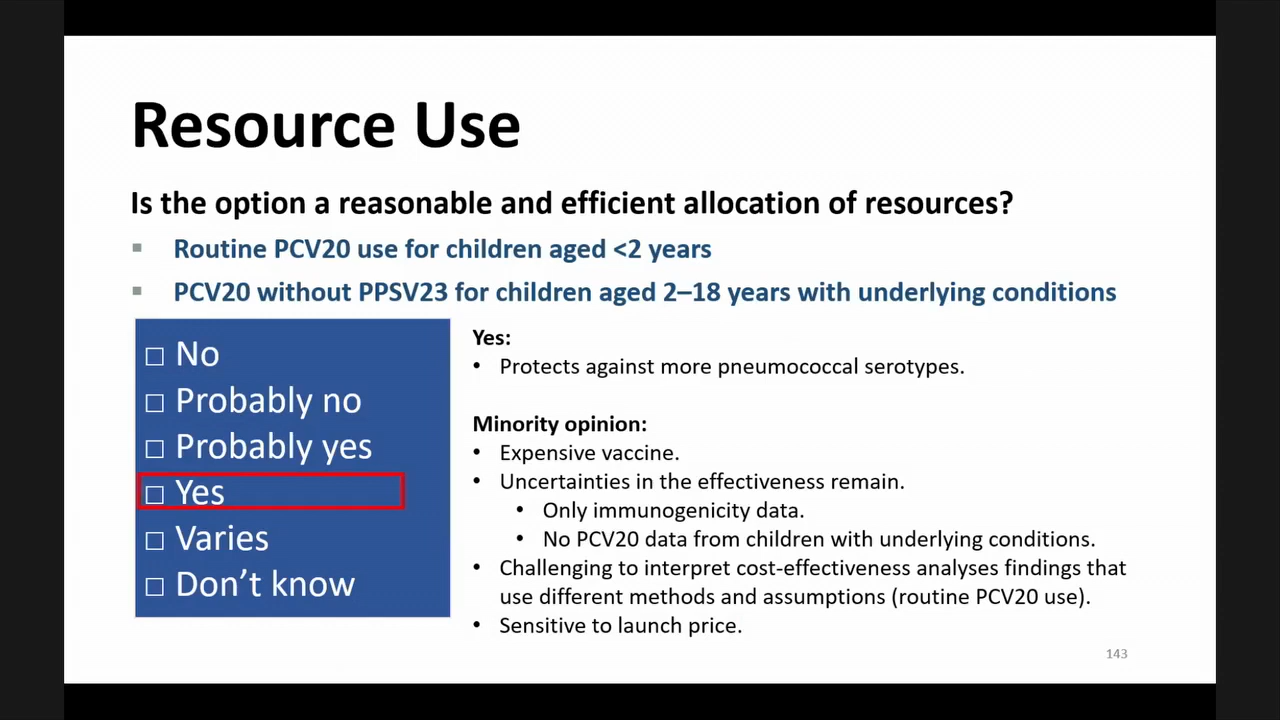 Resource Use
Is the option a reasonable and efficient allocation of resources?
▪ Routine PCV20 use for children aged <2 years
▪ PCV20 without PPSV23 for children aged 2–18 years with underlying conditions
□ No
□ Probably no
□ Probably yes
□ Yes
□ Varies
□ Don’t know
Yes:
• Protects against more pneumococcal serotypes.
Minority opinion:
• Expensive vaccine.
• Uncertainties in the effectiveness remain.
• Only immunogenicity data.
• No PCV20 data from children with underlying conditions.
• Challenging to interpret cost-effectiveness analyses findings that
use different methods and assumptions (routine PCV20 use).
• Sensitive to launch price.
143